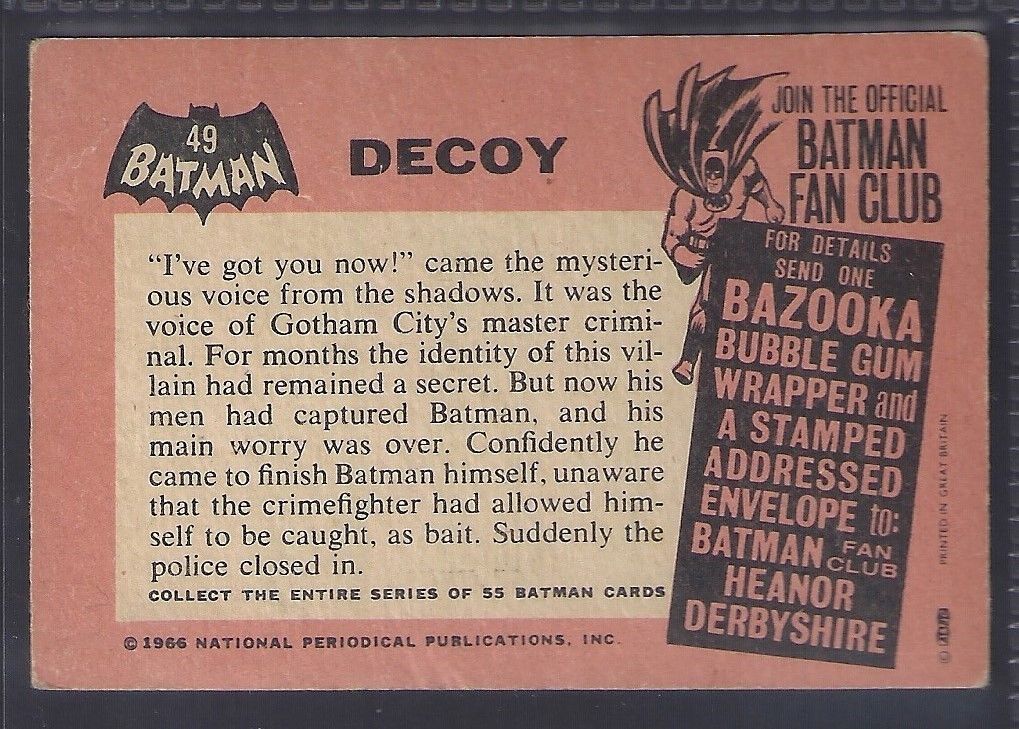 49
BATMAN
DECOY
"I've got you now!" came the mysteri-
ous voice from the shadows. It was the
voice of Gotham City's master crimi-
nal. For months the identity of this vil-
lain had remained a secret. But now his
men had captured Batman, and his
main worry was over. Confidently he
came to finish Batman himself, unaware
that the crimefighter had allowed him-
self to be caught, as bait. Suddenly the
police closed in.
COLLECT THE ENTIRE SERIES OF 55 BATMAN CARDS
© 1966 NATIONAL PERIODICAL PUBLICATIONS, INC.
JOIN THE OFFICIAL
BATMAN
FAN CLUB
FOR DETAILS
SEND ONE
BAZOOKA
BUBBLE GUM
WRAPPER and
A STAMPED
ADDRESSED
ENVELOPE to:
BATMAN FAN CLUB
HEANOR
DERBYSHIRE
PRINTED IN GREAT BRITAIN
©